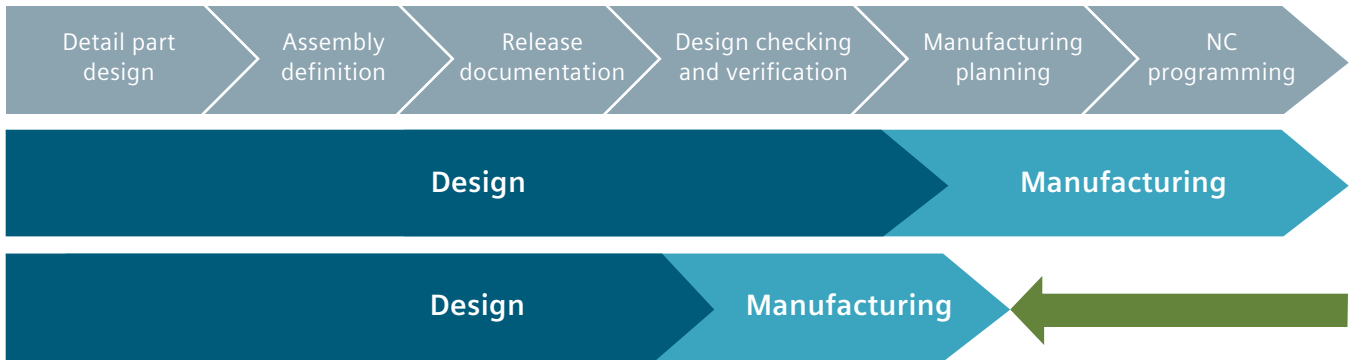 Detail part
design
Assembly
definition
Release
documentation
Design checking
and verification
Manufacturing
planning
NC
programming
Design
Manufacturing
Design
Manufacturing